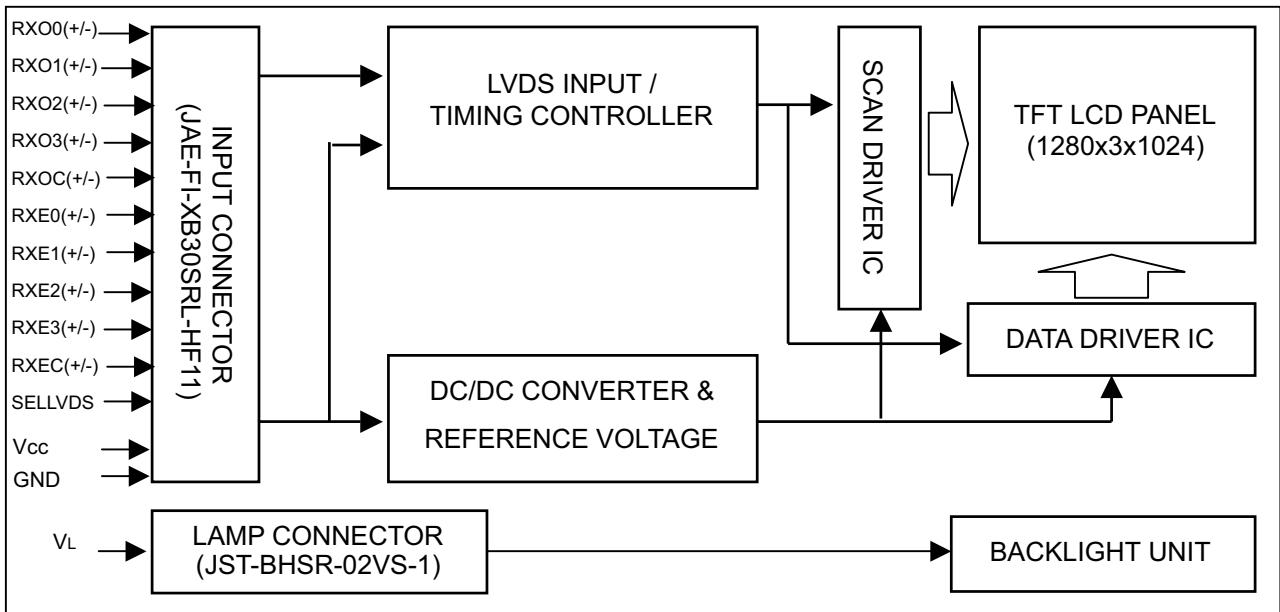 RXO0(+/-)
RXO1(+/-)
RXO2(+/-)
RXO3(+/-)
RXOC(+/-)
RXE0(+/-)
RXE1(+/-)
RXE2(+/-)
RXE3(+/-)
RXEC(+/-)
SELLVDS
Vcc
GND
INPUT CONNECTOR
(JAE-FI-XB30SRL-HF11)
LVDS INPUT /
TIMING CONTROLLER
SCAN DRIVER IC
TFT LCD PANEL
(1280x3x1024)
DATA DRIVER IC
DC/DC CONVERTER &
REFERENCE VOLTAGE
VL
LAMP CONNECTOR
(JST-BHSR-02VS-1)
BACKLIGHT UNIT